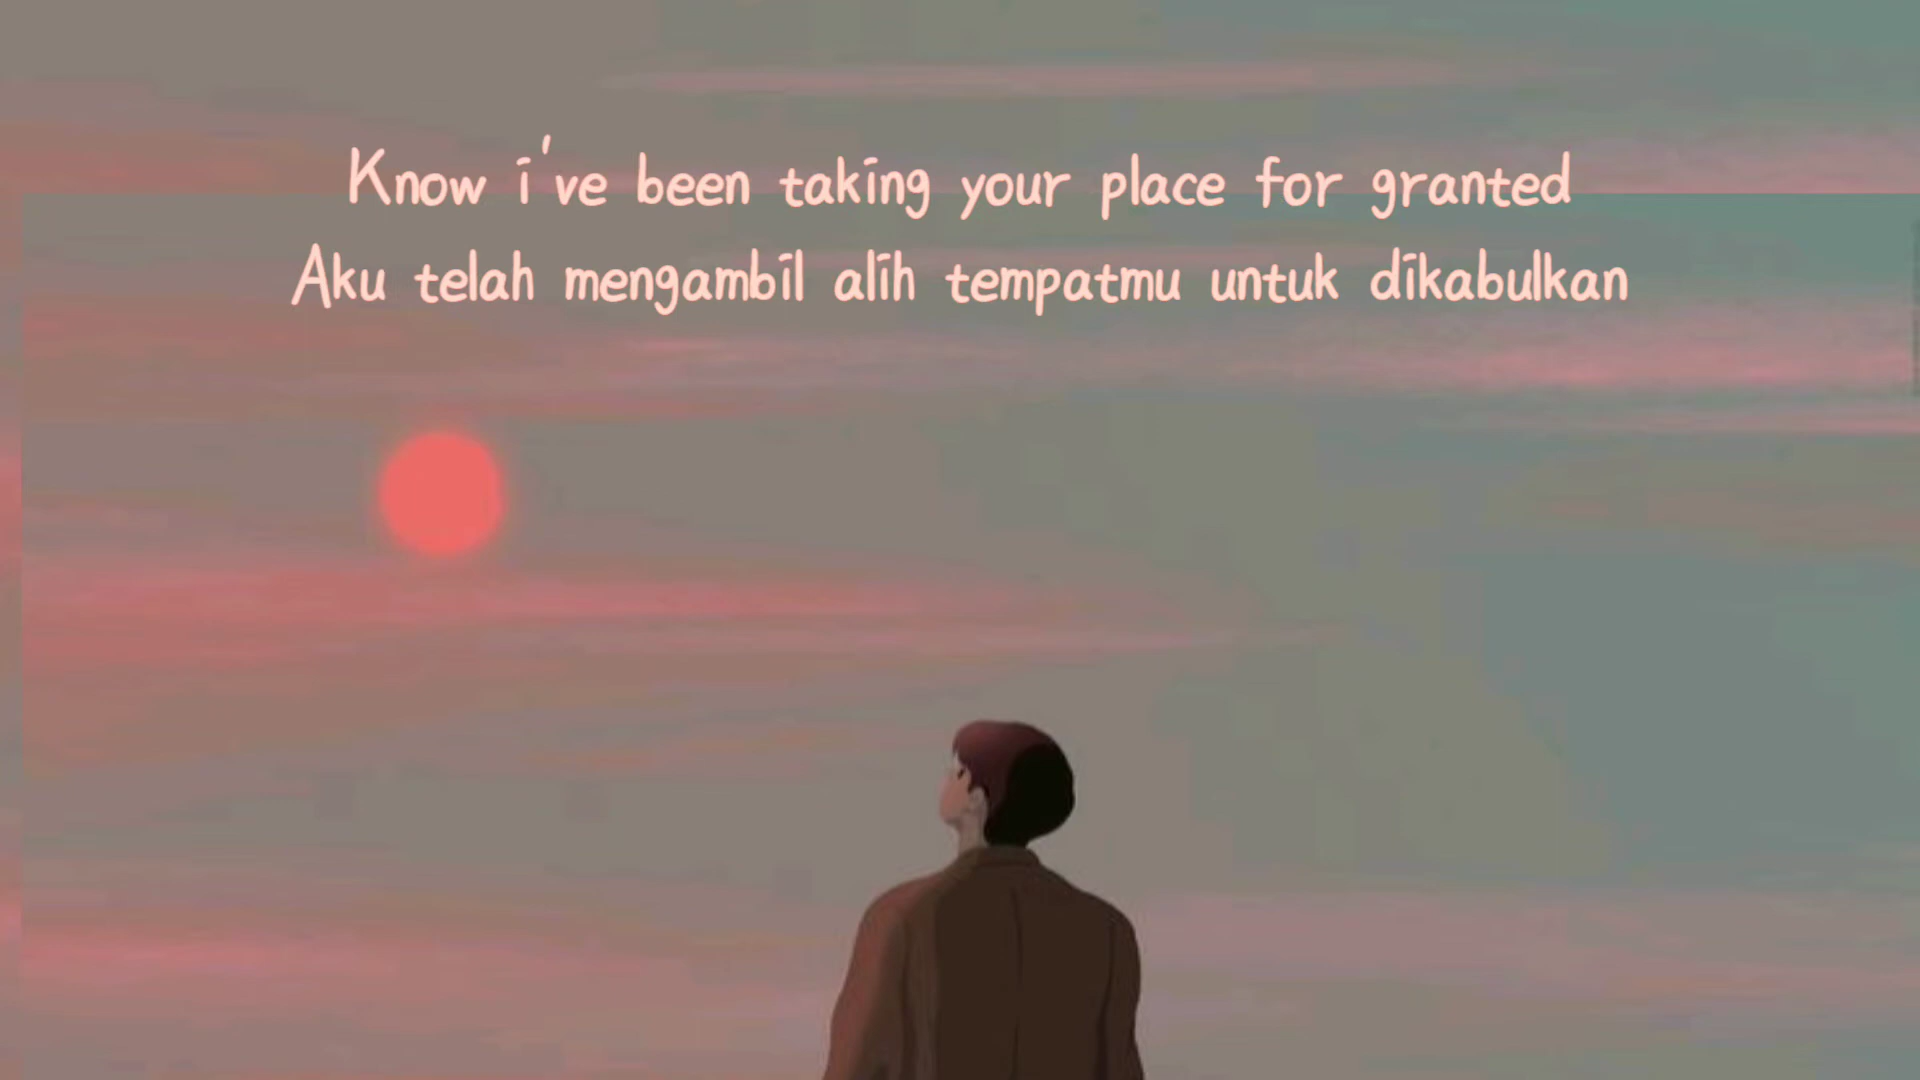 Know i've been taking your place for granted
Aku telah mengambil alih tempatmu untuk dikabulkan